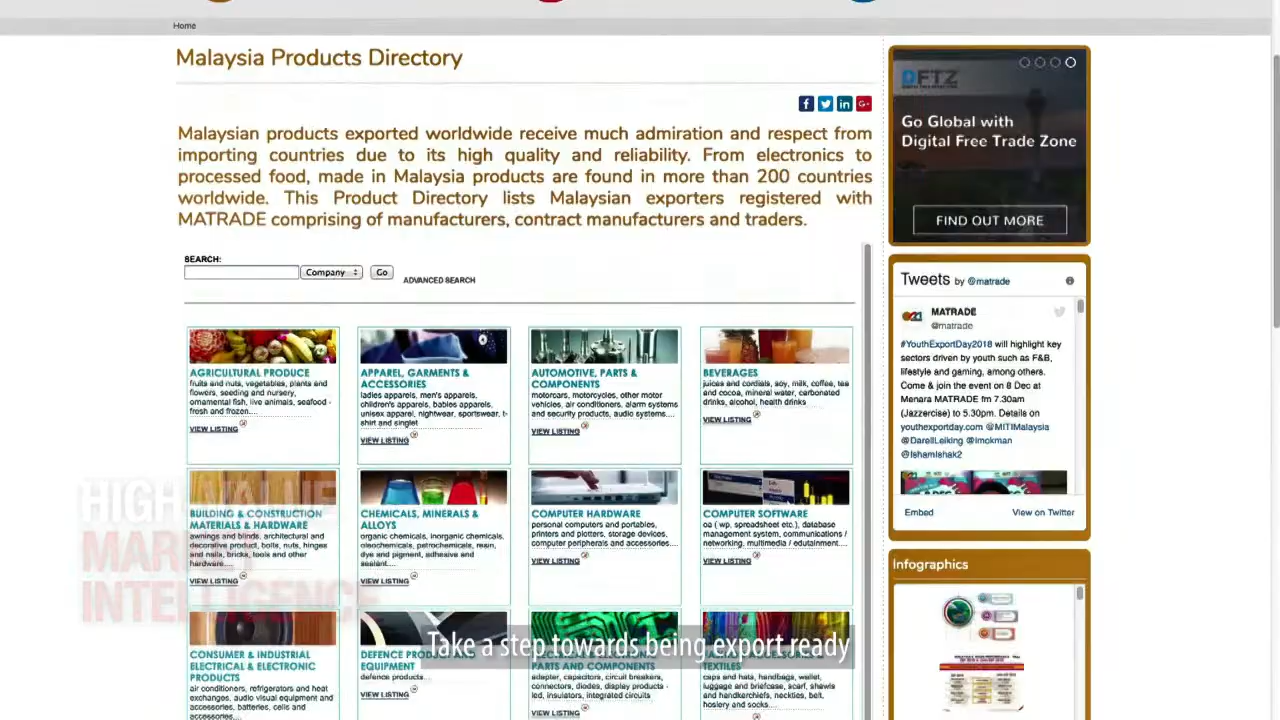 Home
Malaysia Products Directory
Malaysian products exported worldwide receive much admiration and respect from
importing countries due to its high quality and reliability. From electronics to
processed food, made in Malaysia products are found in more than 200 countries
worldwide. This Product Directory lists Malaysian exporters registered with
MATRADE comprising of manufacturers, contract manufacturers and traders.
SEARCH:
Company
Go
ADVANCED SEARCH
AGRICULTURAL PRODUCE
fruits and nuts, vegetables, plants and
flowers, seeding and nursery,
ornamental fish, live animals, seafood -
fresh and frozen....
VIEW LISTING
APPAREL, GARMENTS &
ACCESSORIES
ladies apparels, men's apparels,
children's apparels, babies apparels,
unisex apparel, nightwear, sportswear, t-
shirt and singlet
VIEW LISTING
AUTOMOTIVE, PARTS &
COMPONENTS
motorcars, motorcycles, other motor
vehicles, air conditioners, alarm systems
and security products, audio systems....
VIEW LISTING
BEVERAGES
juices and cordials, soy, milk, coffee, tea
and cocoa, mineral water, carbonated
drinks, alcohol, health drinks
VIEW LISTING
BUILDING & CONSTRUCTION
MATERIALS & HARDWARE
awnings and blinds, architectural and
decorative product, bolts, nuts, hinges
and nails, bricks, tools and other
hardware....
VIEW LISTING
CHEMICALS, MINERALS &
ALLOYS
organic chemicals, inorganic chemicals,
oleochemicals, petrochemicals, resin,
dye and pigment, adhesive and
sealant....
VIEW LISTING
COMPUTER HARDWARE
personal computers and portables,
printers and plotters, storage devices,
computer peripherals and accessories....
VIEW LISTING
COMPUTER SOFTWARE
oa ( wp, spreadsheet etc.), database
management system, communications /
networking, multimedia / edutainment....
VIEW LISTING
CONSUMER & INDUSTRIAL
ELECTRICAL & ELECTRONIC
PRODUCTS
air conditioners, refrigerators and heat
exchanges, audio visual equipment and
accessories, batteries, cells and
accessories....
DEFENCE
EQUIPMENT
defence products....
VIEW LISTING
PARTS AND COMPONENTS
adapter, capacitors, circuit breakers,
connectors, diodes, display products -
led, insulators, integrated circuits
VIEW LISTING
TEXTILES
caps and hats, handbags, wallet,
luggage and briefcase, scarf, shawls
and handkerchiefs, neckties, belt,
hosiery and socks....
HIGH-VALUE
MARKET
INTELLIGENCE
Take a step towards being export ready
DFTZ
Go Global with
Digital Free Trade Zone
FIND OUT MORE
Tweets by @matrade
MATRADE
@matrade
#YouthExportDay2018 will highlight key
sectors driven by youth such as F&B,
lifestyle and gaming, among others.
Come & join the event on 8 Dec at
Menara MATRADE fm 7.30am
(Jazzercise) to 5.30pm. Details on
youthexportday.com @MITIMalaysia
@DarellLeiking @imokman
@IshamIshak2
Embed
View on Twitter
Infographics